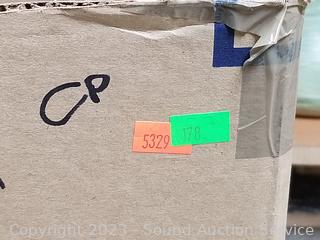 CP
5329 178
Copyright 2023 - Sound Auction Service